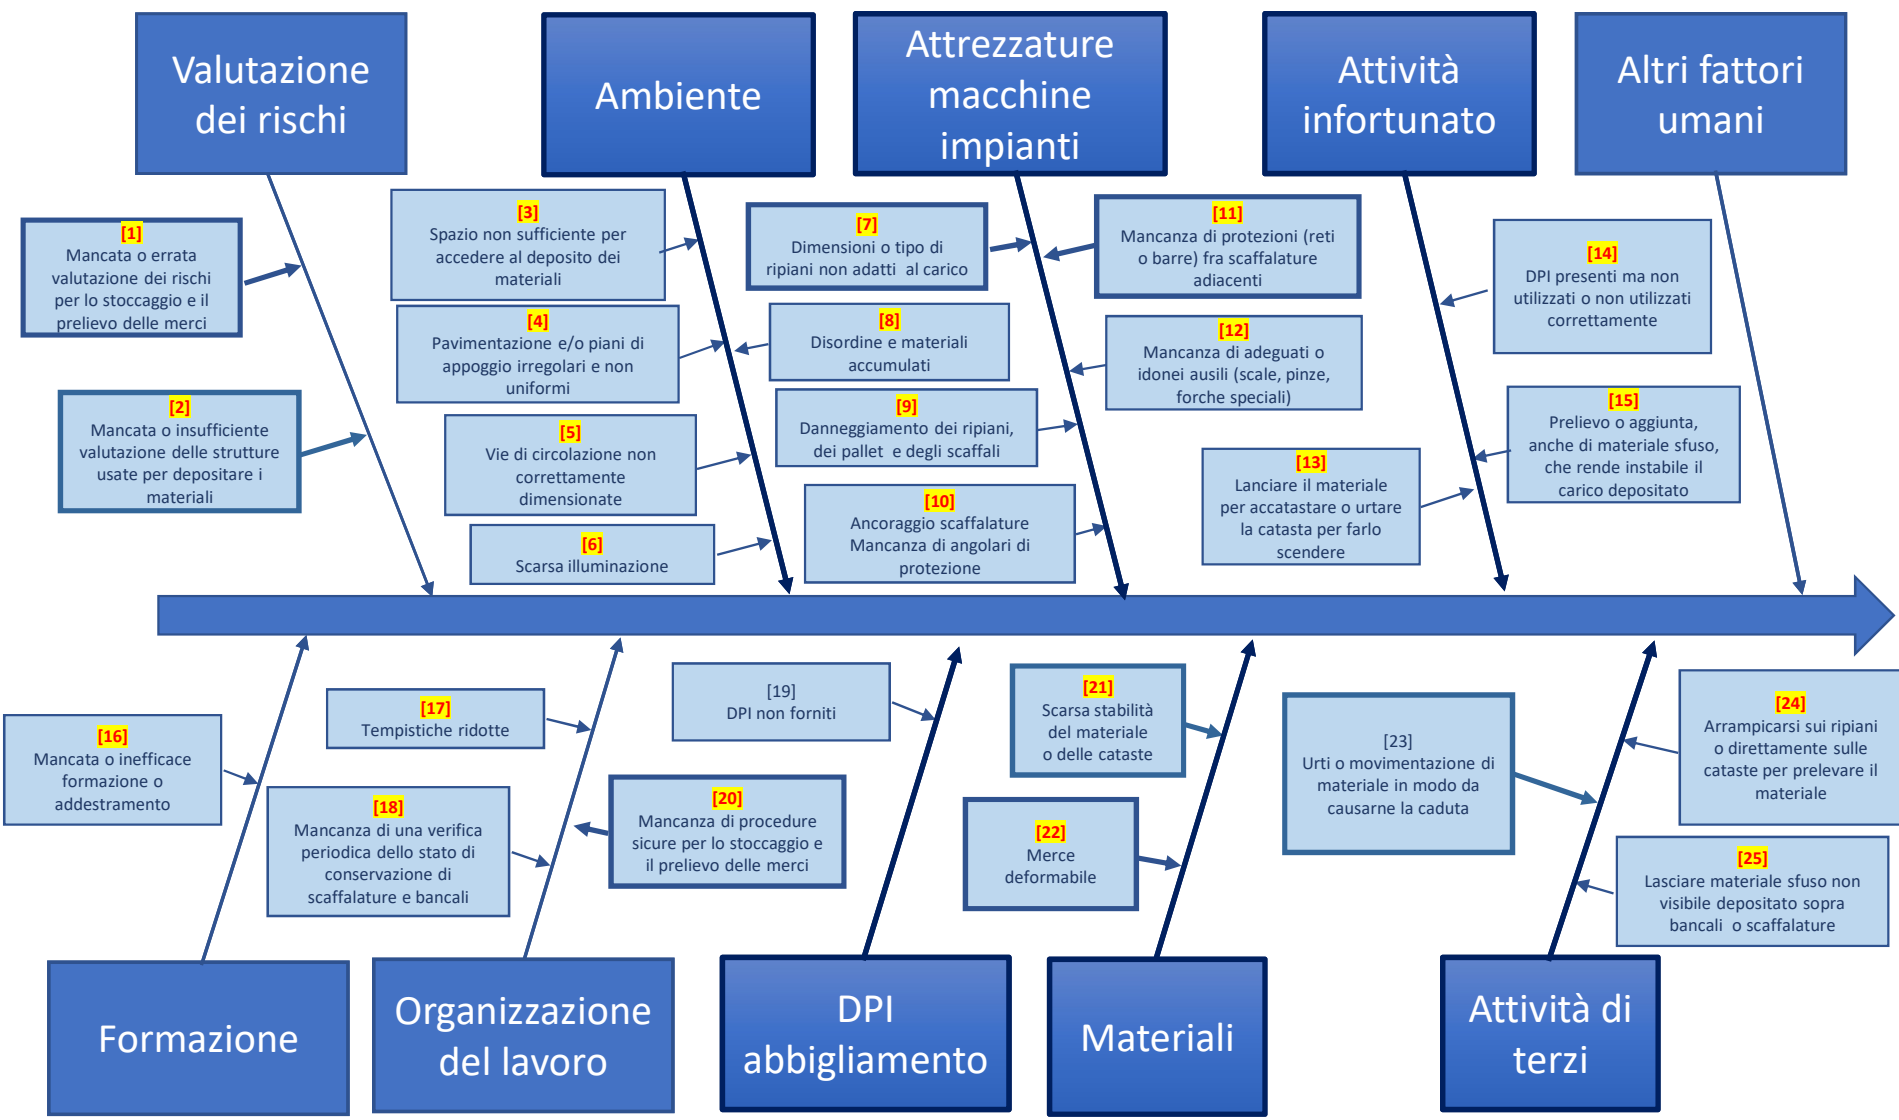 Valutazione
dei rischi
Ambiente
Attrezzature
macchine
impianti
Attività
infortunato
Altri fattori
umani
[1]
Mancata o errata
valutazione dei rischi
per lo stoccaggio e il
prelievo delle merci
[2]
Mancata o insufficiente
valutazione delle strutture
usate per depositare i
materiali
[3]
Spazio non sufficiente per
accedere al deposito dei
materiali
[4]
Pavimentazione e/o piani di
appoggio irregolari e non
uniformi
[5]
Vie di circolazione non
correttamente
dimensionate
[6]
Scarsa illuminazione
[7]
Dimensioni o tipo di
ripiani non adatti al carico
[8]
Disordine e materiali
accumulati
[9]
Danneggiamento dei ripiani,
dei pallet e degli scaffali
[10]
Ancoraggio scaffalature
Mancanza di angolari di
protezione
[11]
Mancanza di protezioni (reti
o barre) fra scaffalature
adiacenti
[12]
Mancanza di adeguati o
idonei ausili (scale, pinze,
forche speciali)
[13]
Lanciare il materiale
per accatastare o urtare
la catasta per farlo
scendere
[14]
DPI presenti ma non
utilizzati o non utilizzati
correttamente
[15]
Prelievo o aggiunta,
anche di materiale sfuso,
che rende instabile il
carico depositato
[16]
Mancata o inefficace
formazione o
addestramento
[17]
Tempistiche ridotte
[18]
Mancanza di una verifica
periodica dello stato di
conservazione di
scaffalature e bancali
[19]
DPI non forniti
[20]
Mancanza di procedure
sicure per lo stoccaggio e
il prelievo delle merci
[21]
Scarsa stabilità
del materiale
o delle cataste
[22]
Merce
deformabile
[23]
Urti o movimentazione di
materiale in modo da
causarne la caduta
[24]
Arrampicarsi sui ripiani
o direttamente sulle
cataste per prelevare il
materiale
[25]
Lasciare materiale sfuso non
visibile depositato sopra
bancali o scaffalature
Formazione
Organizzazione
del lavoro
DPI
abbigliamento
Materiali
Attività di
terzi